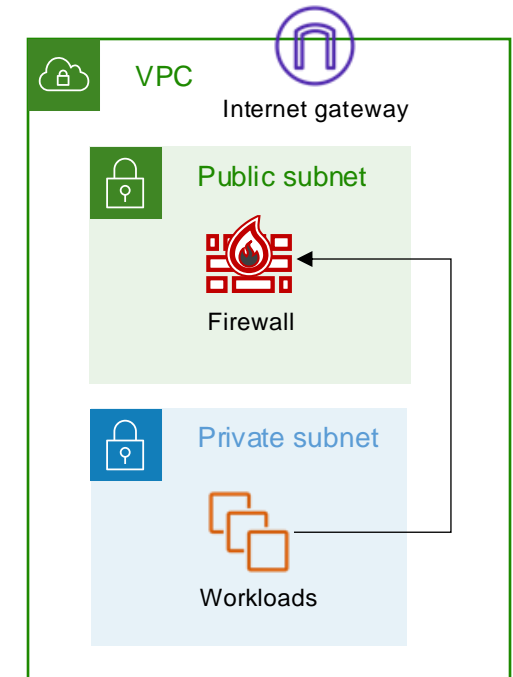 VPC
Internet gateway
Public subnet
Firewall
Private subnet
Workloads